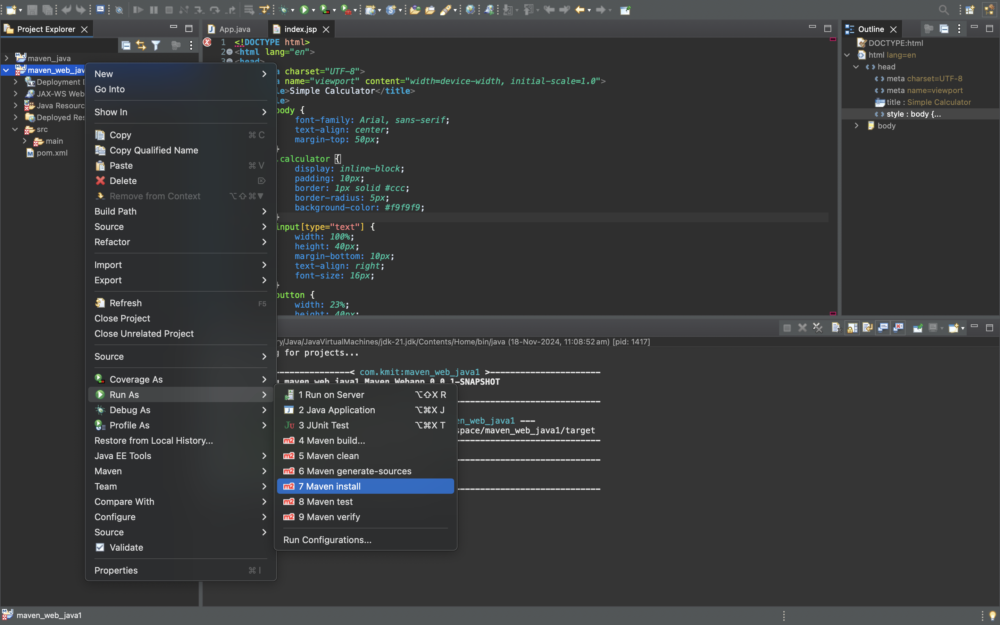 Project Explorer
App.java
index.jsp
Outline
maven_java
maven_web_jav
Deployment
JAX-WS Web
Java Resourc
Deployed Res
src
main
pom.xml
New
Go Into
Show In
Copy ⌘ C
Copy Qualified Name
Paste ⌘ V
Delete ⌦
Remove from Context ⌥⇧⌘▼
Build Path
Source
Refactor
Import
Export
Refresh F5
Close Project
Close Unrelated Project
Source
Coverage As
Run As
Debug As
Profile As
Restore from Local History...
Java EE Tools
Maven
Team
Compare With
Configure
Source
Validate
Properties ⌘ I
1 Run on Server ⌥⇧X R
2 Java Application ⌥⌘X J
3 JUnit Test ⌥⌘X T
4 Maven build...
5 Maven clean
6 Maven generate-sources
7 Maven install
8 Maven test
9 Maven verify
Run Configurations...
1 <!DOCTYPE html>
2 <html lang="en">
3 <head>
charset="UTF-8">
name="viewport" content="width=device-width, initial-scale=1.0">
le>Simple Calculator</title>
le>
body {
font-family: Arial, sans-serif;
text-align: center;
margin-top: 50px;
}
.calculator {
display: inline-block;
padding: 10px;
border: 1px solid #ccc;
border-radius: 5px;
background-color: #f9f9f9;
}
input[type="text"] {
width: 100%;
height: 40px;
margin-bottom: 10px;
text-align: right;
font-size: 16px;
}
button {
width: 23%;
height: 40px;
ry/Java/JavaVirtualMachines/jdk-21.jdk/Contents/Home/bin/java (18-Nov-2024, 11:08:52 am) [pid: 1417]
g for projects...
---------------< com.kmit:maven_web_java1 >----------------------
maven_web_java1 Maven Webapp 0.0.1-SNAPSHOT
en_web_java1 ---
space/maven_web_java1/target
DOCTYPE:html
html lang=en
head
meta charset=UTF-8
meta name=viewport
title : Simple Calculator
style : body {...
body
maven_web_java1